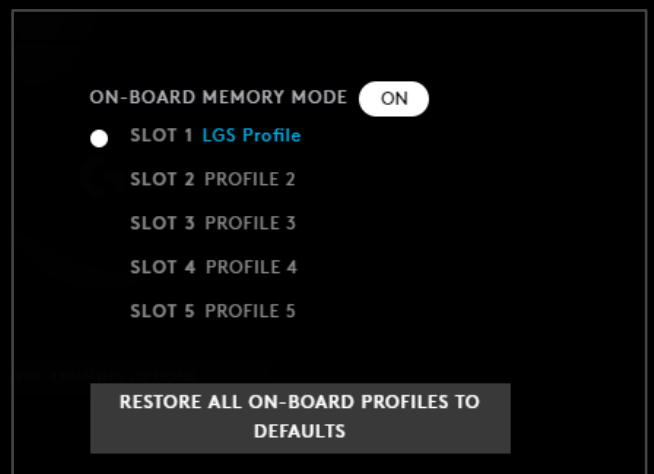 ON-BOARD MEMORY MODE ON
SLOT 1 LGS Profile
SLOT 2 PROFILE 2
SLOT 3 PROFILE 3
SLOT 4 PROFILE 4
SLOT 5 PROFILE 5
RESTORE ALL ON-BOARD PROFILES TO
DEFAULTS